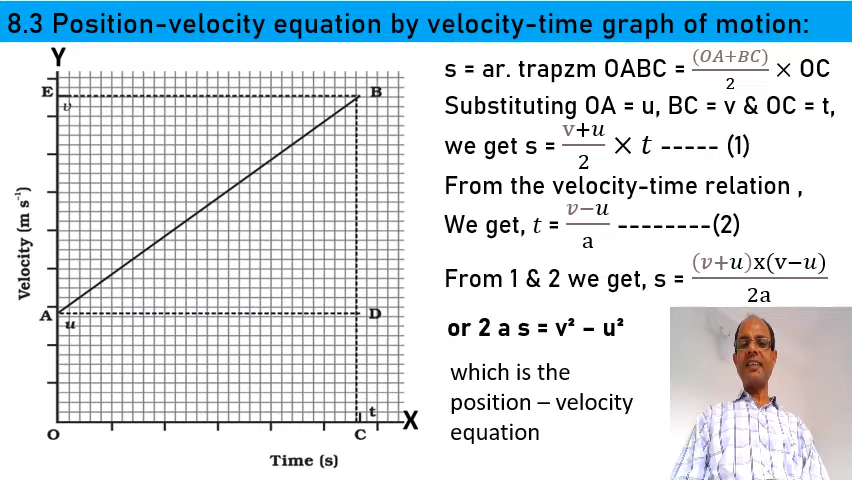 8.3 Position-velocity equation by velocity-time graph of motion:
Y
E
v
B
A
u
D
t
X
O
C
Velocity (m s⁻¹)
Time (s)
s = ar. trapzm OABC = (OA+BC)/2 × OC
Substituting OA = u, BC = v & OC = t,
we get s = v+u/2 × t ----- (1)
From the velocity-time relation ,
We get, t = v−u/a --------(2)
From 1 & 2 we get, s = (v+u)x(v−u)/2a
or 2 a s = v² – u²
which is the
position – velocity
equation